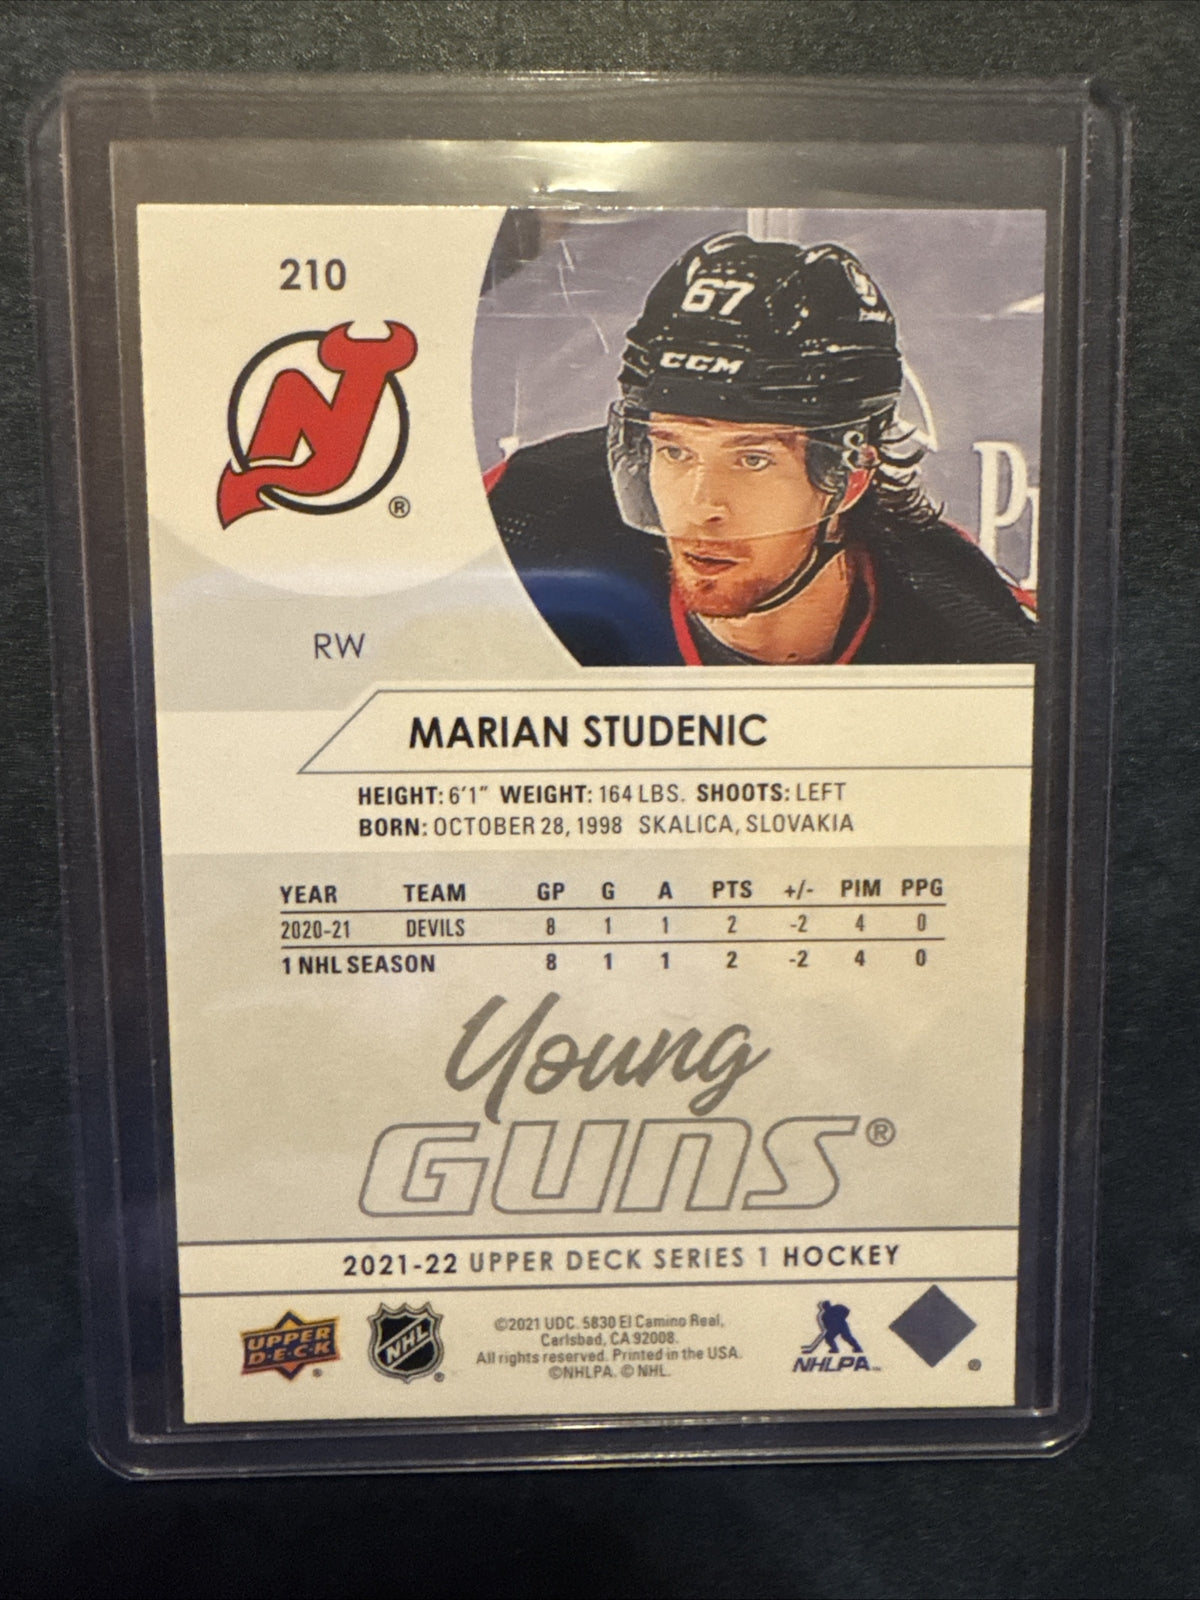 210
®
67
CCM
RW
MARIAN STUDENIC
HEIGHT: 6'1" WEIGHT: 164 LBS. SHOOTS: LEFT
BORN: OCTOBER 28, 1998 SKALICA, SLOVAKIA
YEAR TEAM GP G A PTS +/- PIM PPG
2020-21 DEVILS 8 1 1 2 -2 4 0
1 NHL SEASON 8 1 1 2 -2 4 0
Young
GUNS®
2021-22 UPPER DECK SERIES 1 HOCKEY
UPPER
D·E·C·K
NHL
©2021 UDC. 5830 El Camino Real,
Carlsbad, CA 92008.
All rights reserved. Printed in the USA.
©NHLPA. © NHL.
NHLPA™